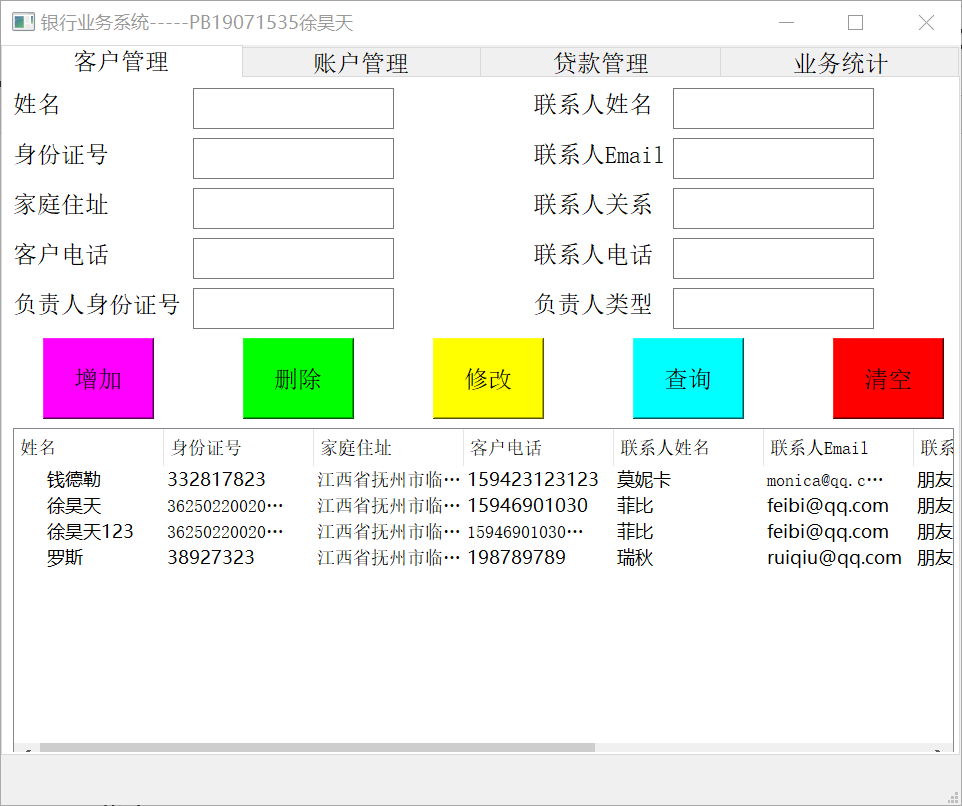 银行业务系统-----PB19071535徐昊天
客户管理 账户管理 贷款管理 业务统计
姓名 联系人姓名
身份证号 联系人Email
家庭住址 联系人关系
客户电话 联系人电话
负责人身份证号 负责人类型
增加 删除 修改 查询 清空
姓名 身份证号 家庭住址 客户电话 联系人姓名 联系人Email 联系
钱德勒 332817823 江西省抚州市临… 159423123123 莫妮卡 monica@qq.c… 朋友
徐昊天 36250220020… 江西省抚州市临… 15946901030 菲比 feibi@qq.com 朋友
徐昊天123 36250220020… 江西省抚州市临… 15946901030… 菲比 feibi@qq.com 朋友
罗斯 38927323 江西省抚州市临… 198789789 瑞秋 ruiqiu@qq.com 朋友